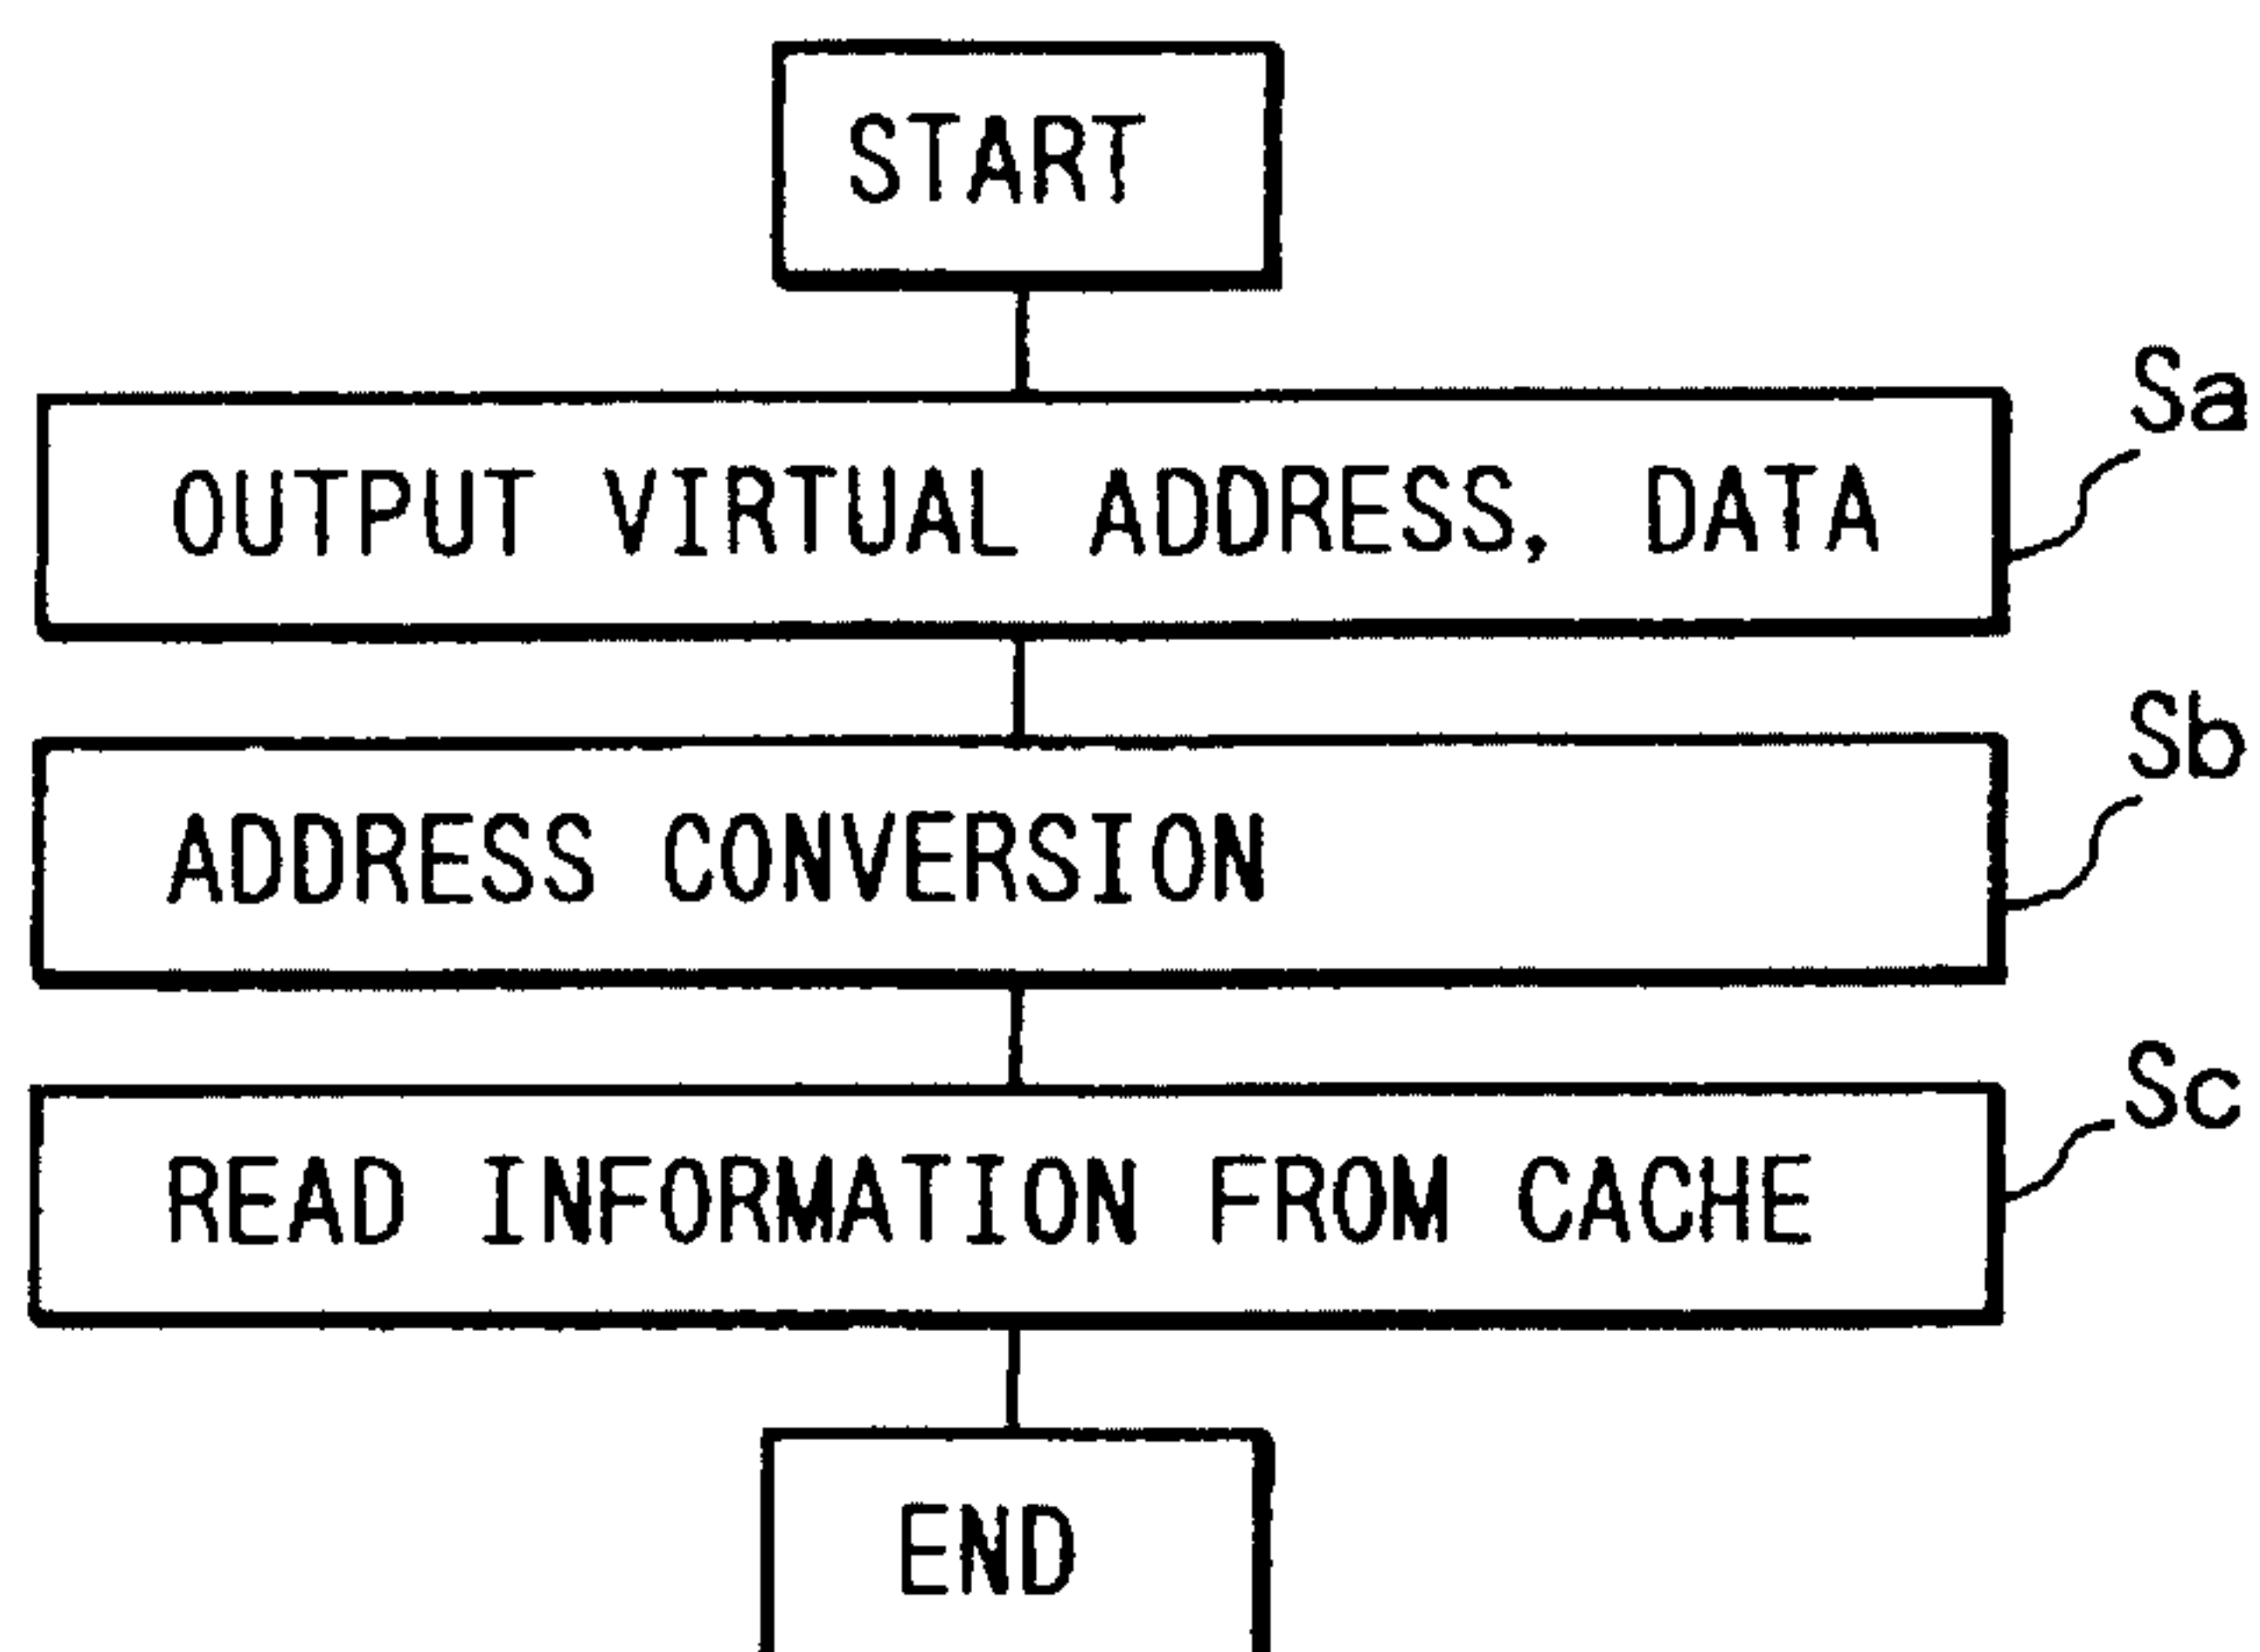 START
Sa
OUTPUT VIRTUAL ADDRESS, DATA
Sb
ADDRESS CONVERSION
Sc
READ INFORMATION FROM CACHE
END